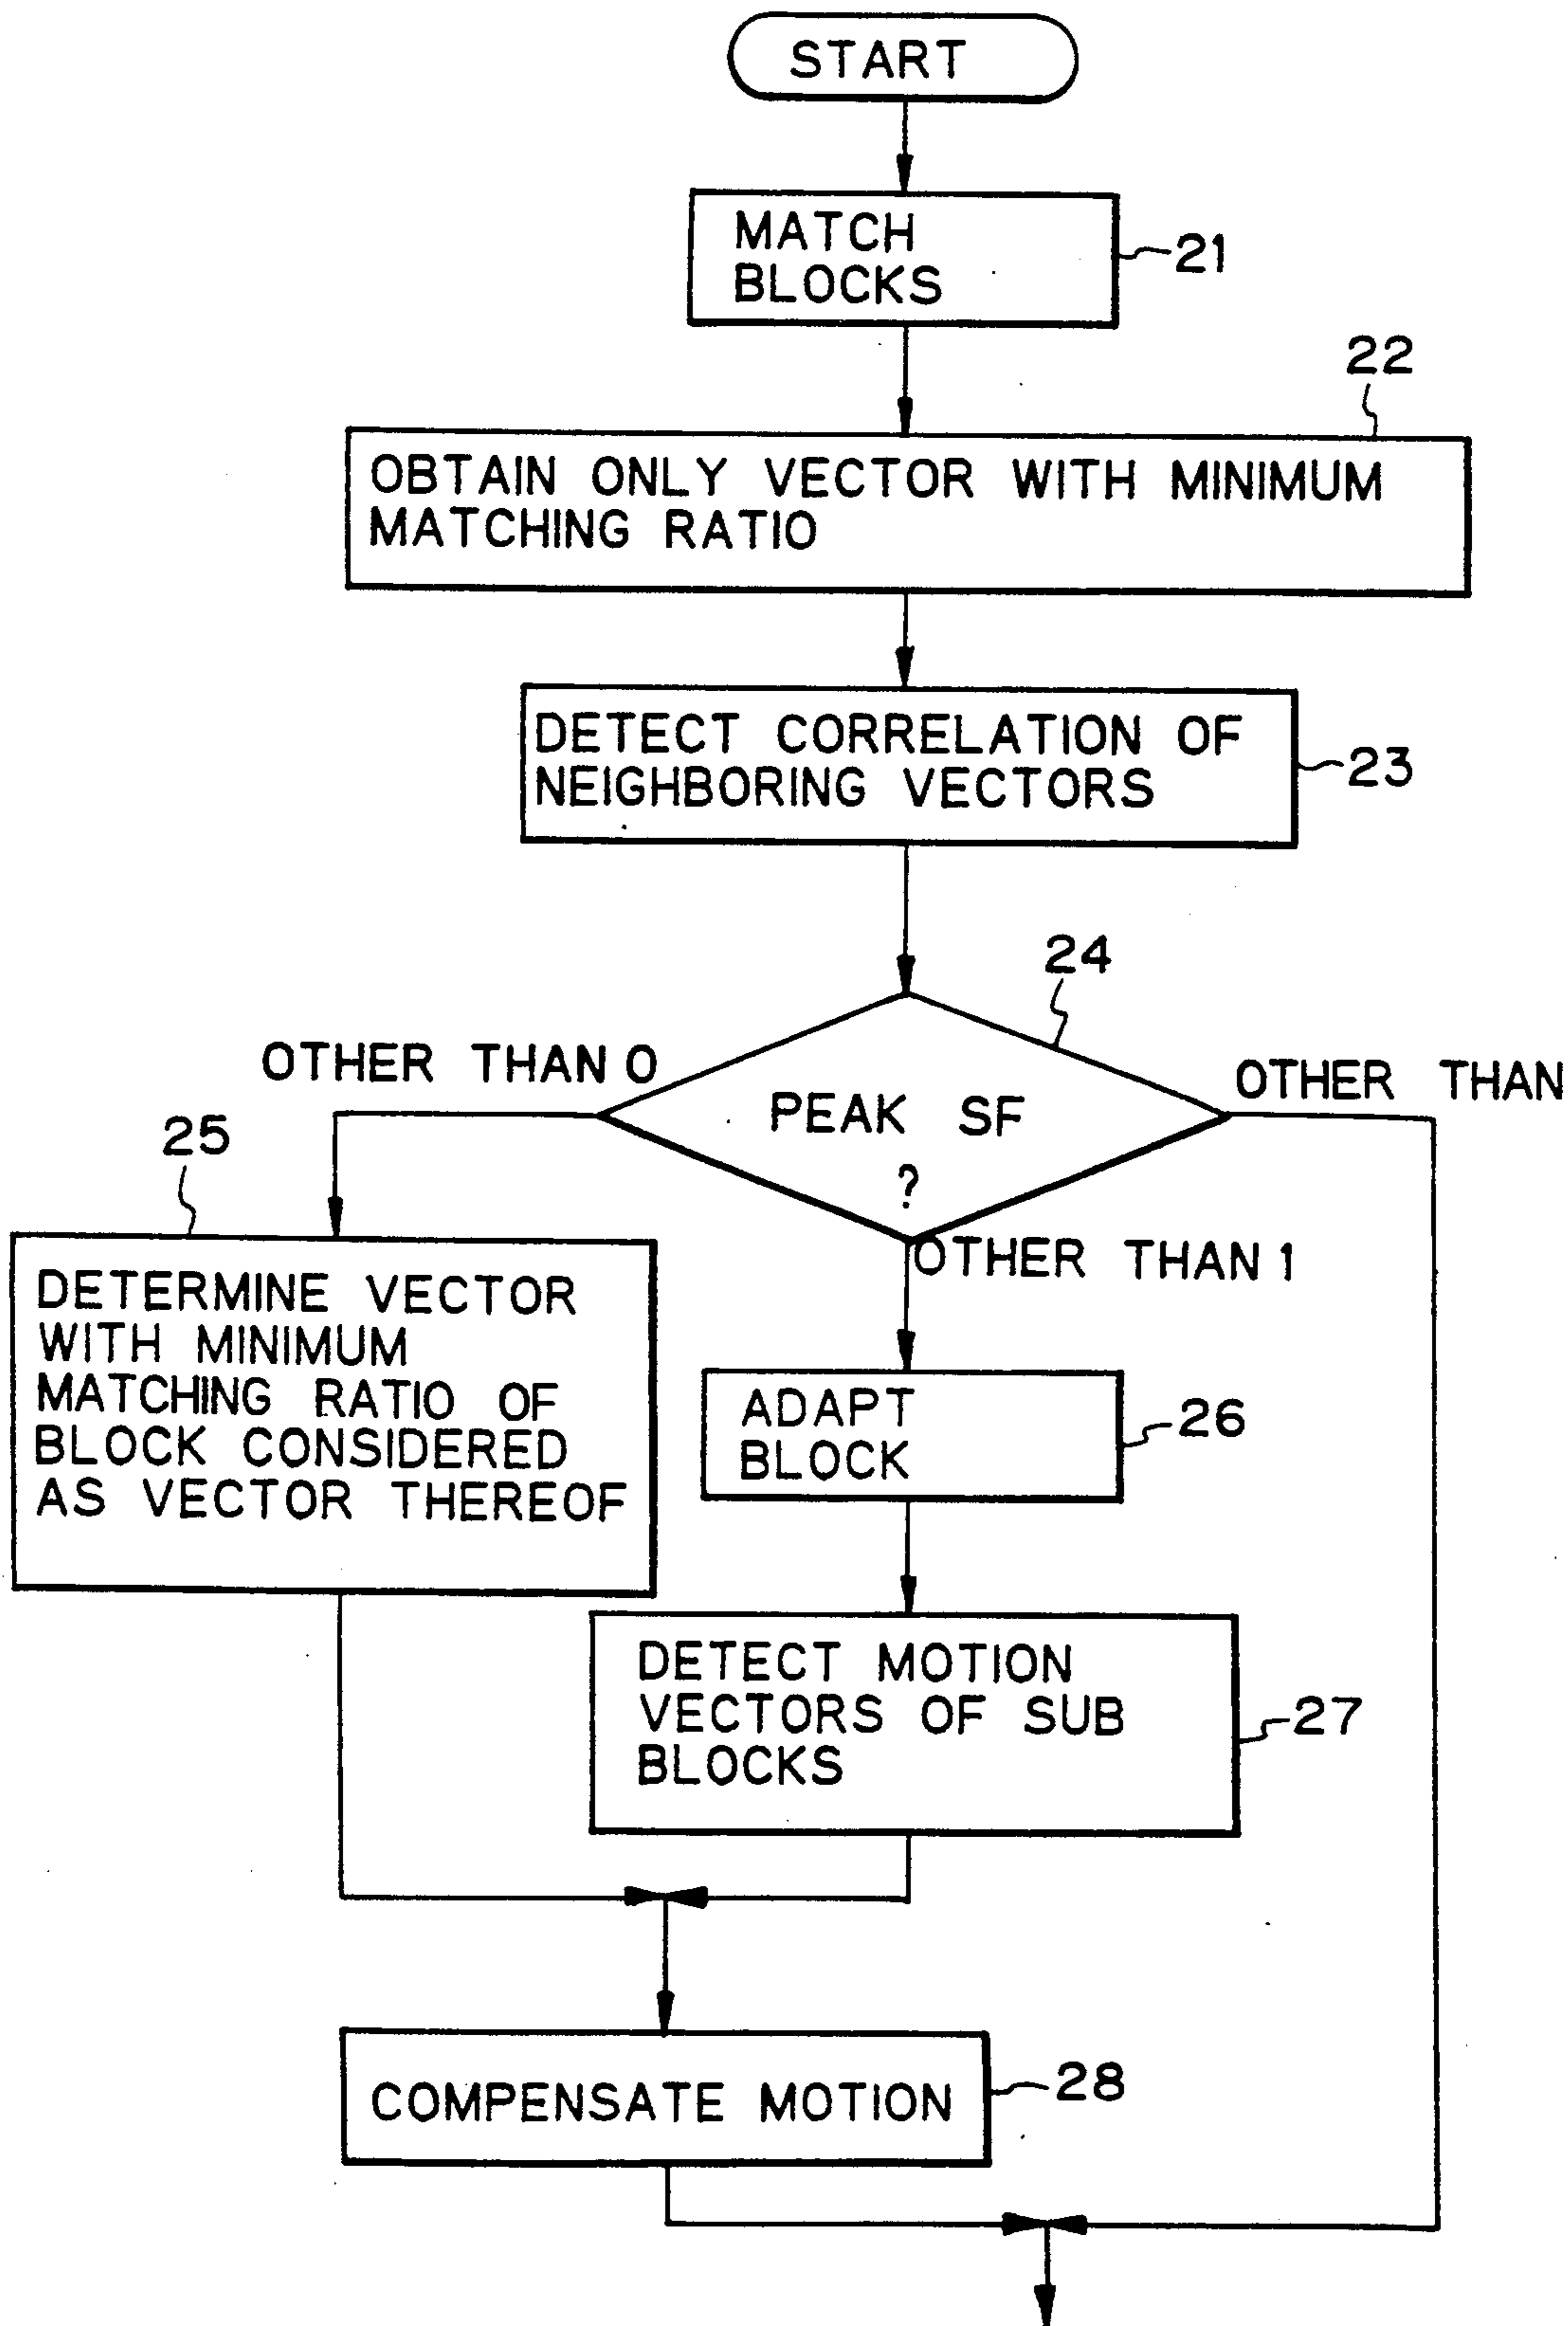 START
MATCH
BLOCKS
21
22
OBTAIN ONLY VECTOR WITH MINIMUM
MATCHING RATIO
DETECT CORRELATION OF
NEIGHBORING VECTORS
23
24
OTHER THAN 0
PEAK SF
?
OTHER THAN
25
OTHER THAN 1
DETERMINE VECTOR
WITH MINIMUM
MATCHING RATIO OF
BLOCK CONSIDERED
AS VECTOR THEREOF
ADAPT
BLOCK
26
DETECT MOTION
VECTORS OF SUB
BLOCKS
27
COMPENSATE MOTION
28